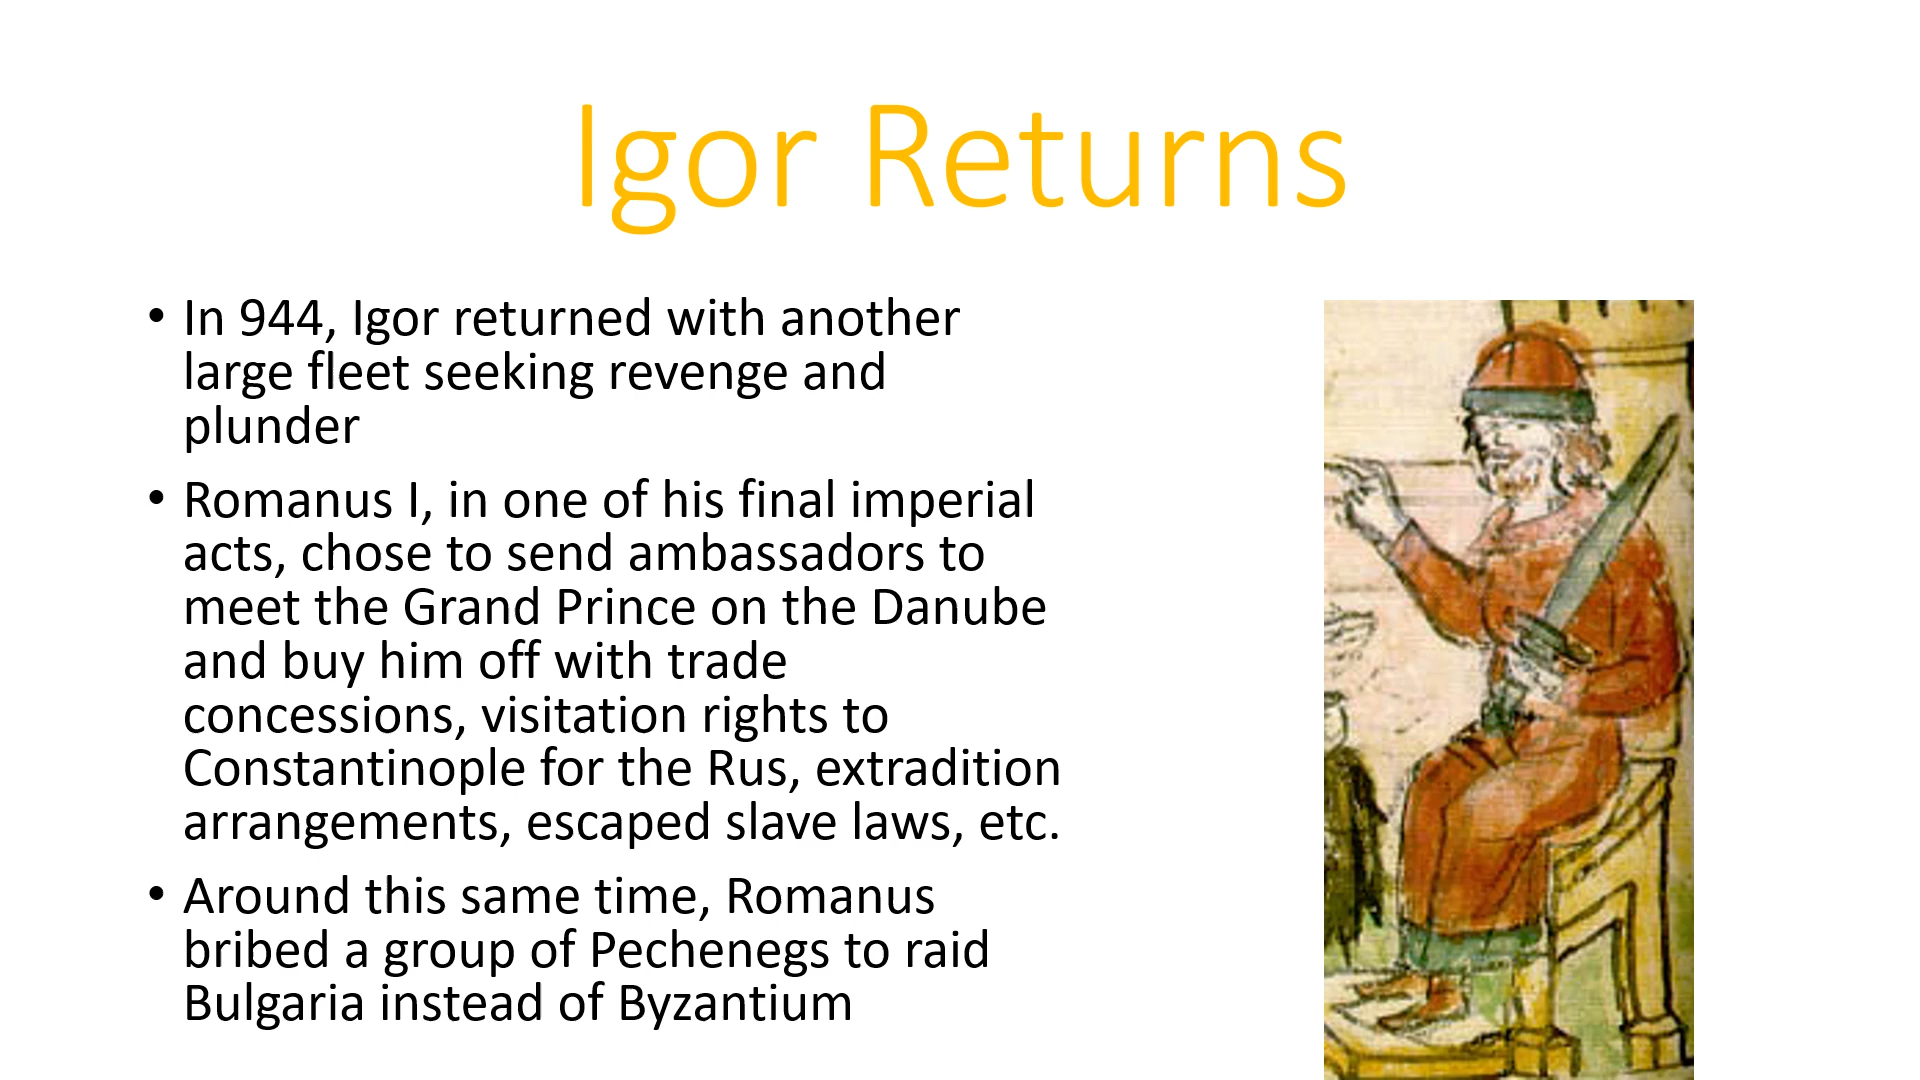 Igor Returns
• In 944, Igor returned with another
large fleet seeking revenge and
plunder
• Romanus I, in one of his final imperial
acts, chose to send ambassadors to
meet the Grand Prince on the Danube
and buy him off with trade
concessions, visitation rights to
Constantinople for the Rus, extradition
arrangements, escaped slave laws, etc.
• Around this same time, Romanus
bribed a group of Pechenegs to raid
Bulgaria instead of Byzantium